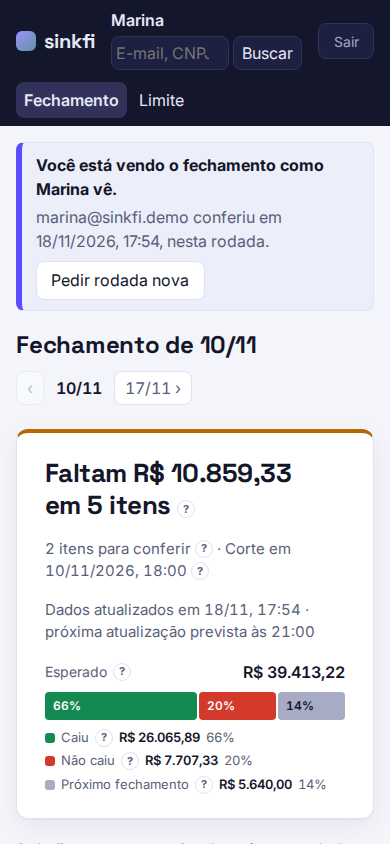 Marina
sinkfi
E-mail, CNP
Buscar
Sair
Fechamento
Limite
Você está vendo o fechamento como
Marina vê.
marina@sinkfi.demo conferiu em
18/11/2026, 17:54, nesta rodada.
Pedir rodada nova
Fechamento de 10/11
‹ 10/11 17/11 ›
Faltam R$ 10.859,33
em 5 itens ?
2 itens para conferir ? · Corte em
10/11/2026, 18:00 ?
Dados atualizados em 18/11, 17:54 ·
próxima atualização prevista às 21:00
Esperado ? R$ 39.413,22
66% 20% 14%
Caiu ? R$ 26.065,89 66%
Não caiu ? R$ 7.707,33 20%
Próximo fechamento ? R$ 5.640,00 14%